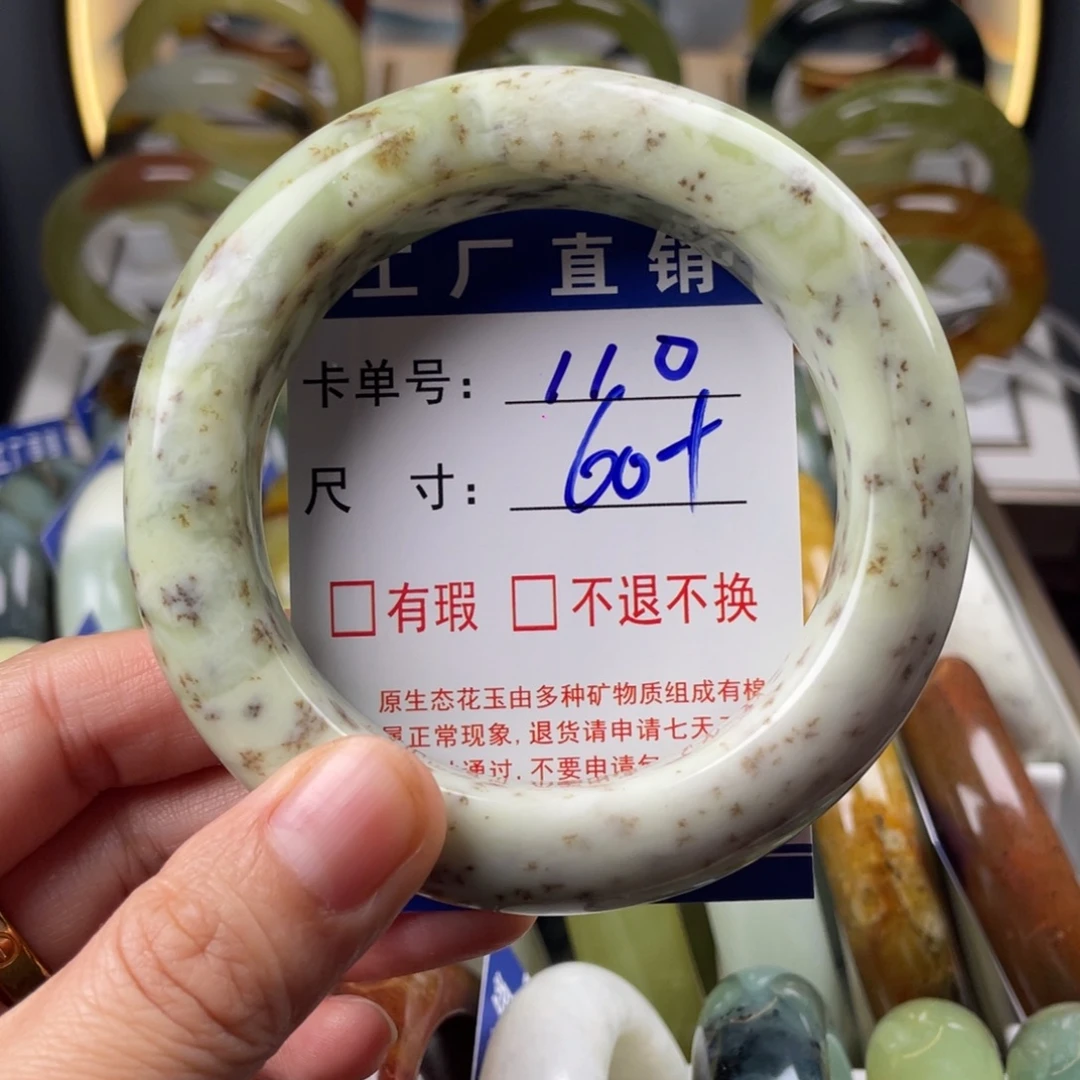 工厂直销
卡单号: 110
尺 寸: 60+
□有瑕 □不退不换
原生态花玉由多种矿物质组成有棉
属正常现象,退货请申请七天
通过,不要申请